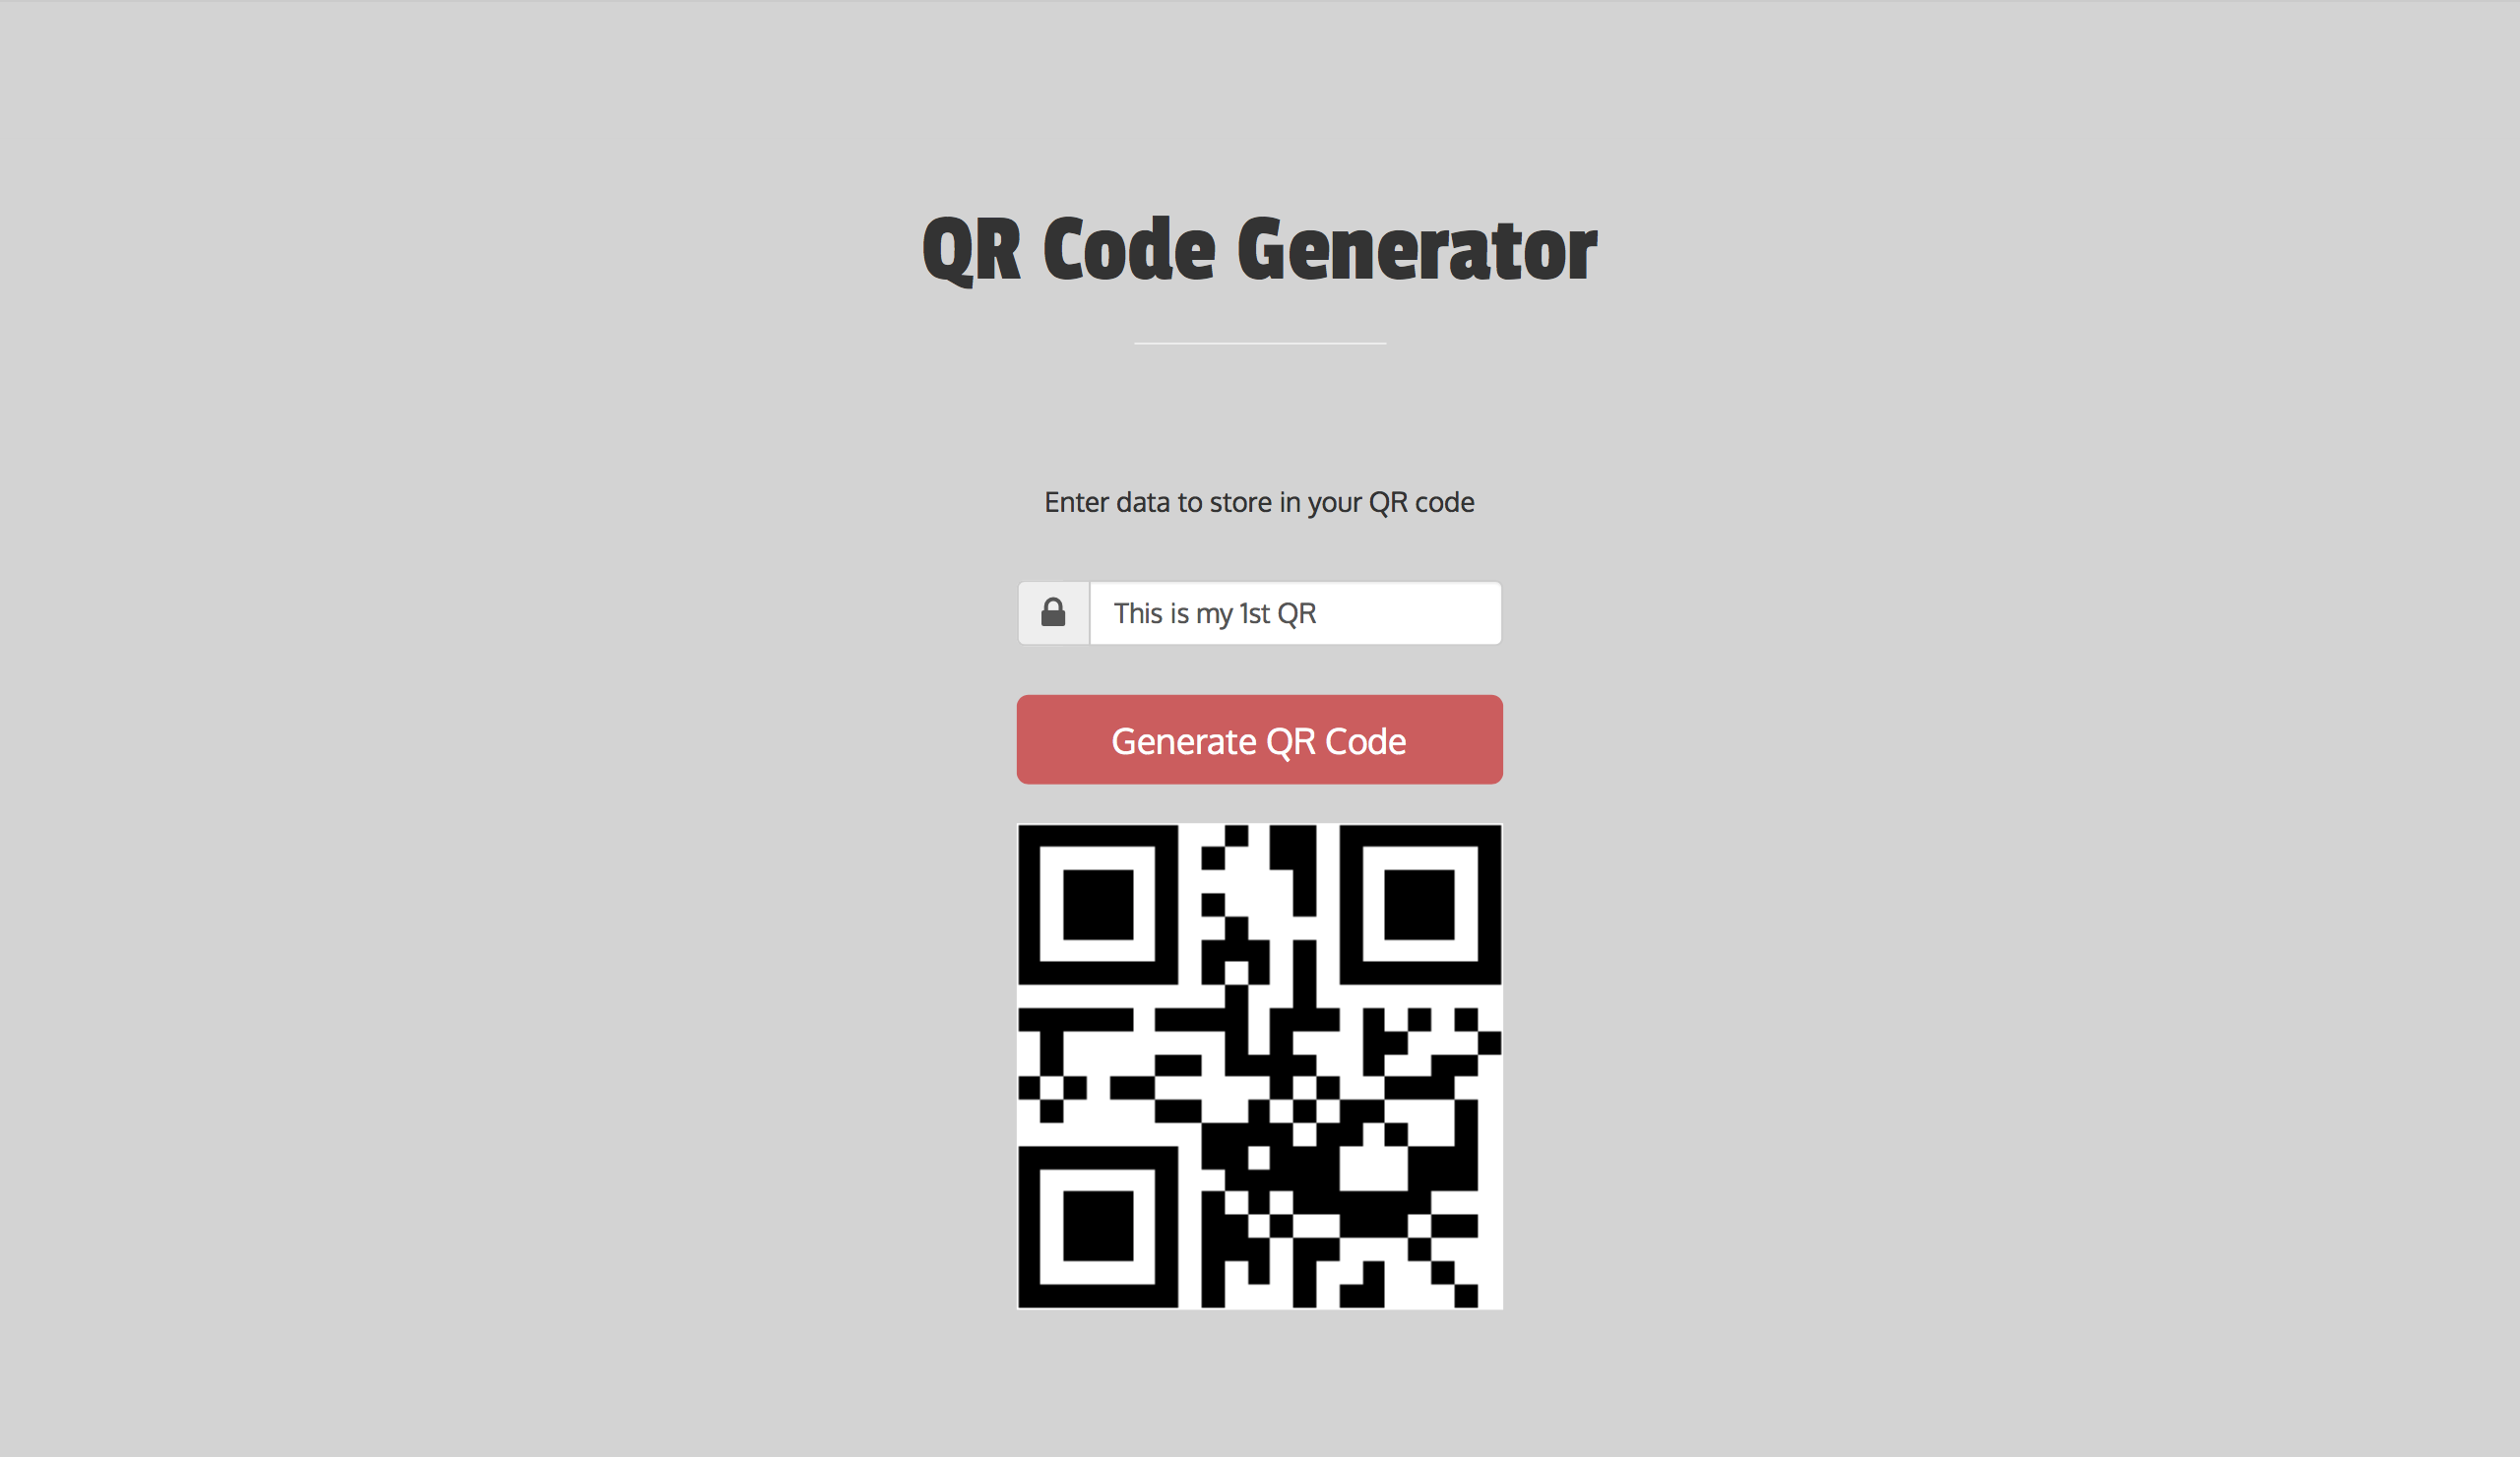 QR Code Generator
Enter data to store in your QR code
This is my 1st QR
Generate QR Code